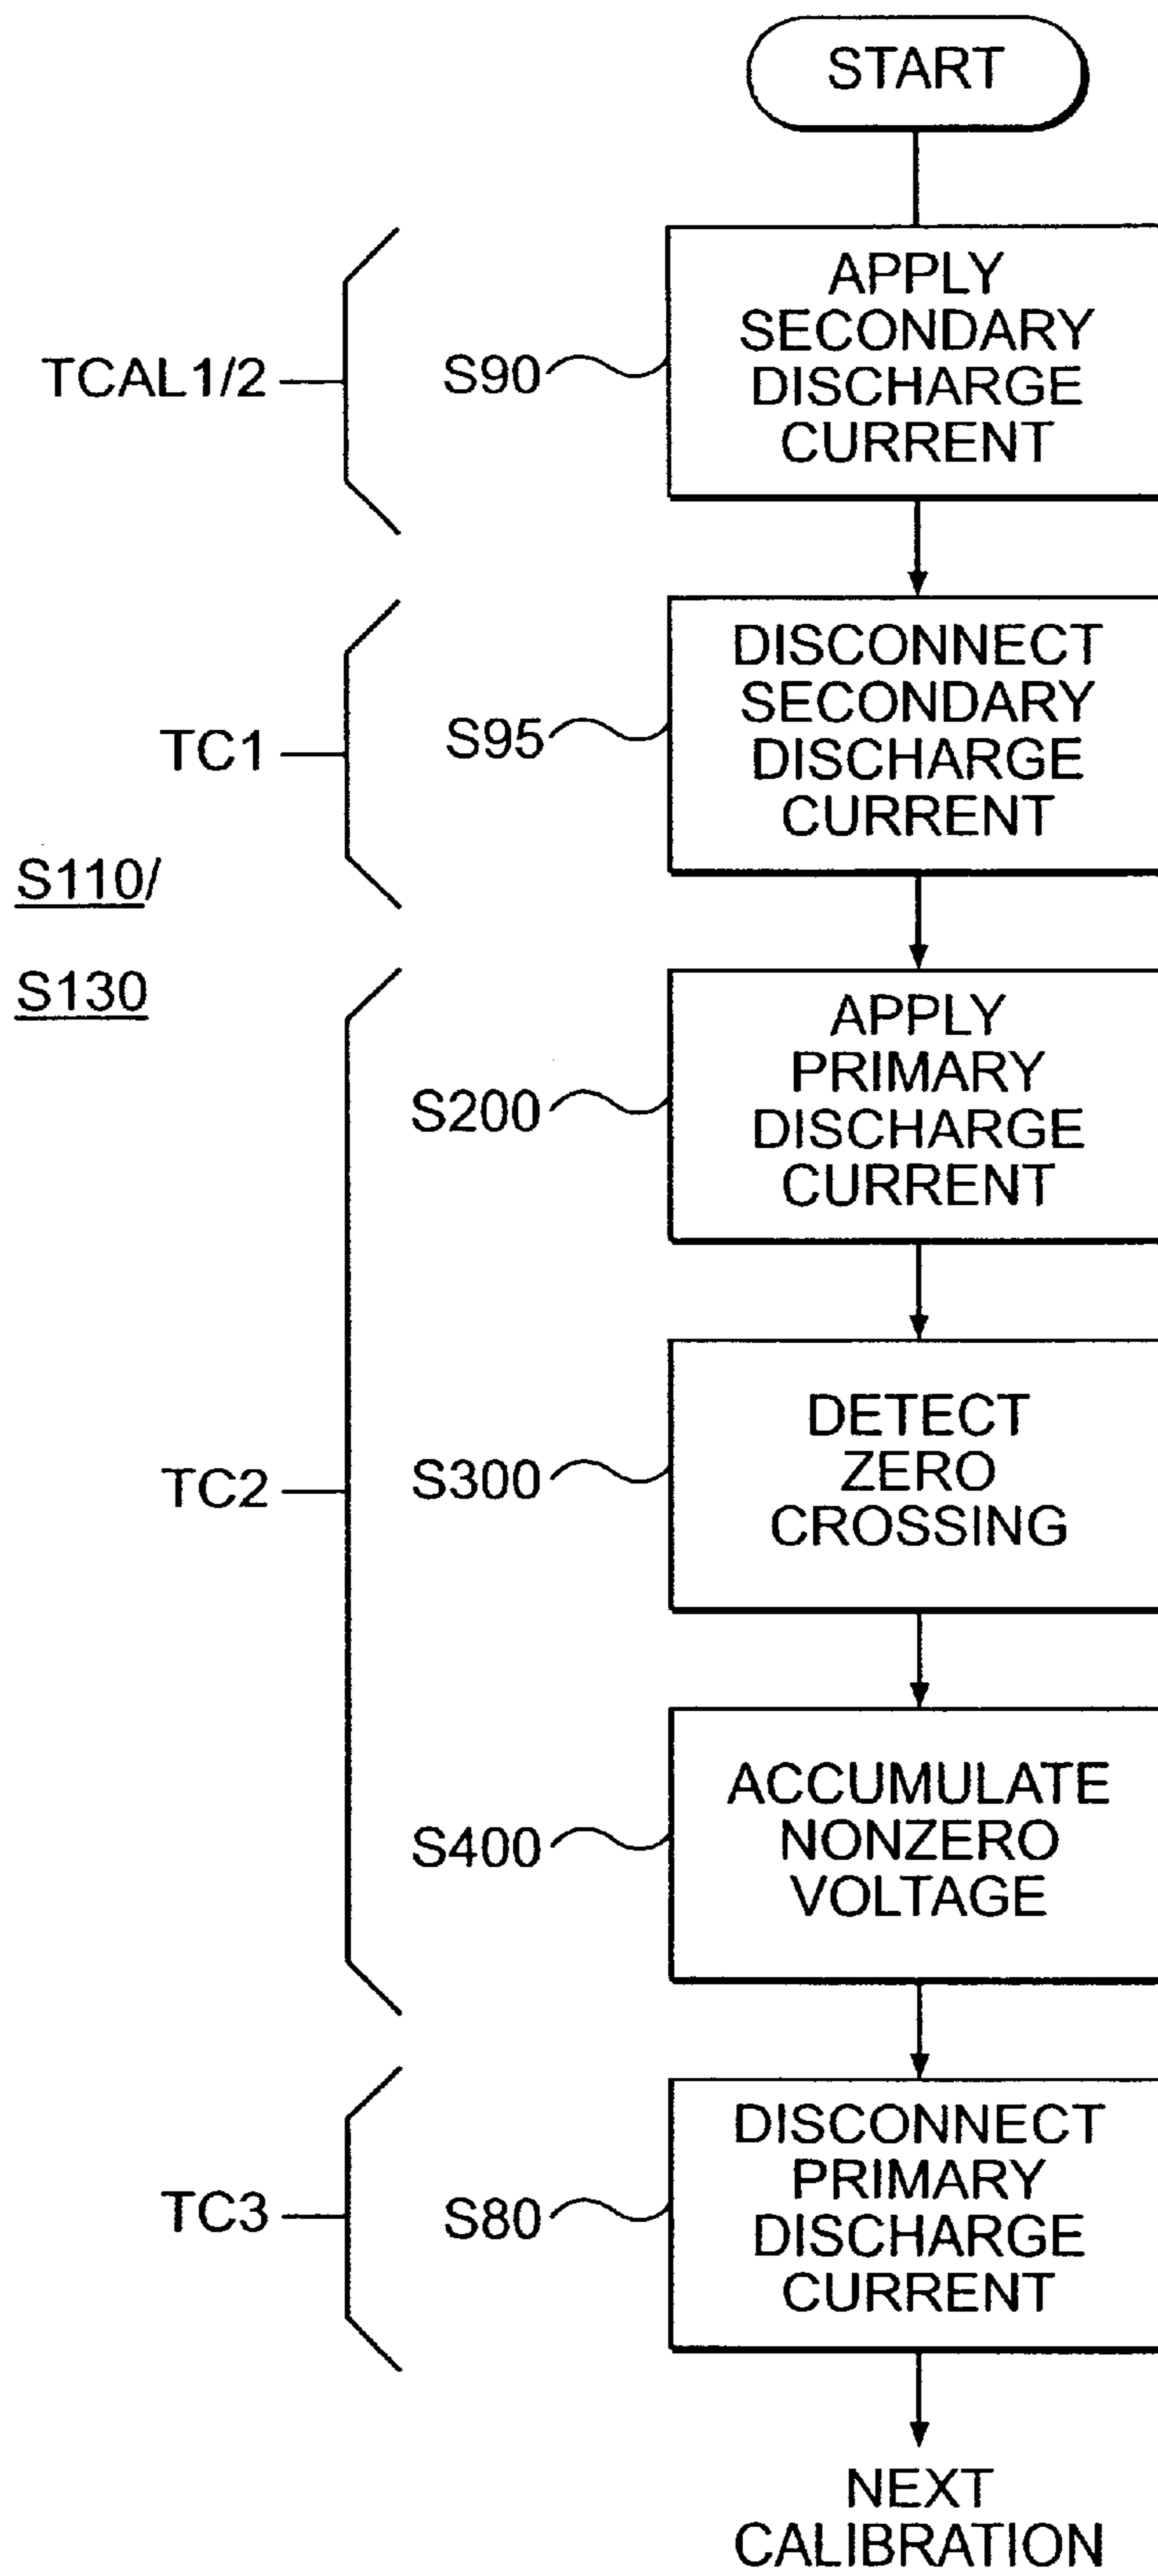 START
TCAL1/2
S90
APPLY
SECONDARY
DISCHARGE
CURRENT
TC1
S95
DISCONNECT
SECONDARY
DISCHARGE
CURRENT
S110/
S130
S200
APPLY
PRIMARY
DISCHARGE
CURRENT
TC2
S300
DETECT
ZERO
CROSSING
S400
ACCUMULATE
NONZERO
VOLTAGE
TC3
S80
DISCONNECT
PRIMARY
DISCHARGE
CURRENT
NEXT
CALIBRATION